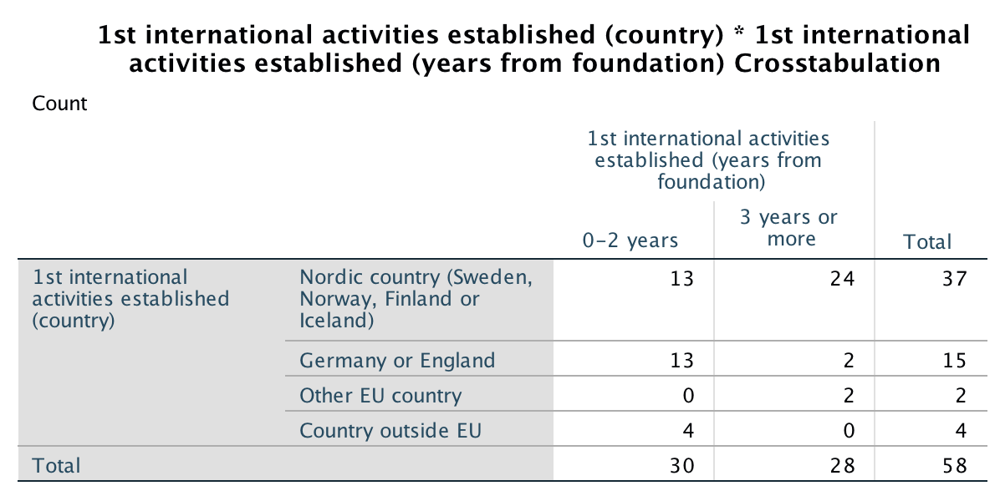 1st international activities established (country) * 1st international
activities established (years from foundation) Crosstabulation
Count
1st international activities
established (years from
foundation)
0-2 years
3 years or
more
Total
1st international
activities established
(country)
Nordic country (Sweden,
Norway, Finland or
Iceland)
13 24 37
Germany or England 13 2 15
Other EU country 0 2 2
Country outside EU 4 0 4
Total 30 28 58